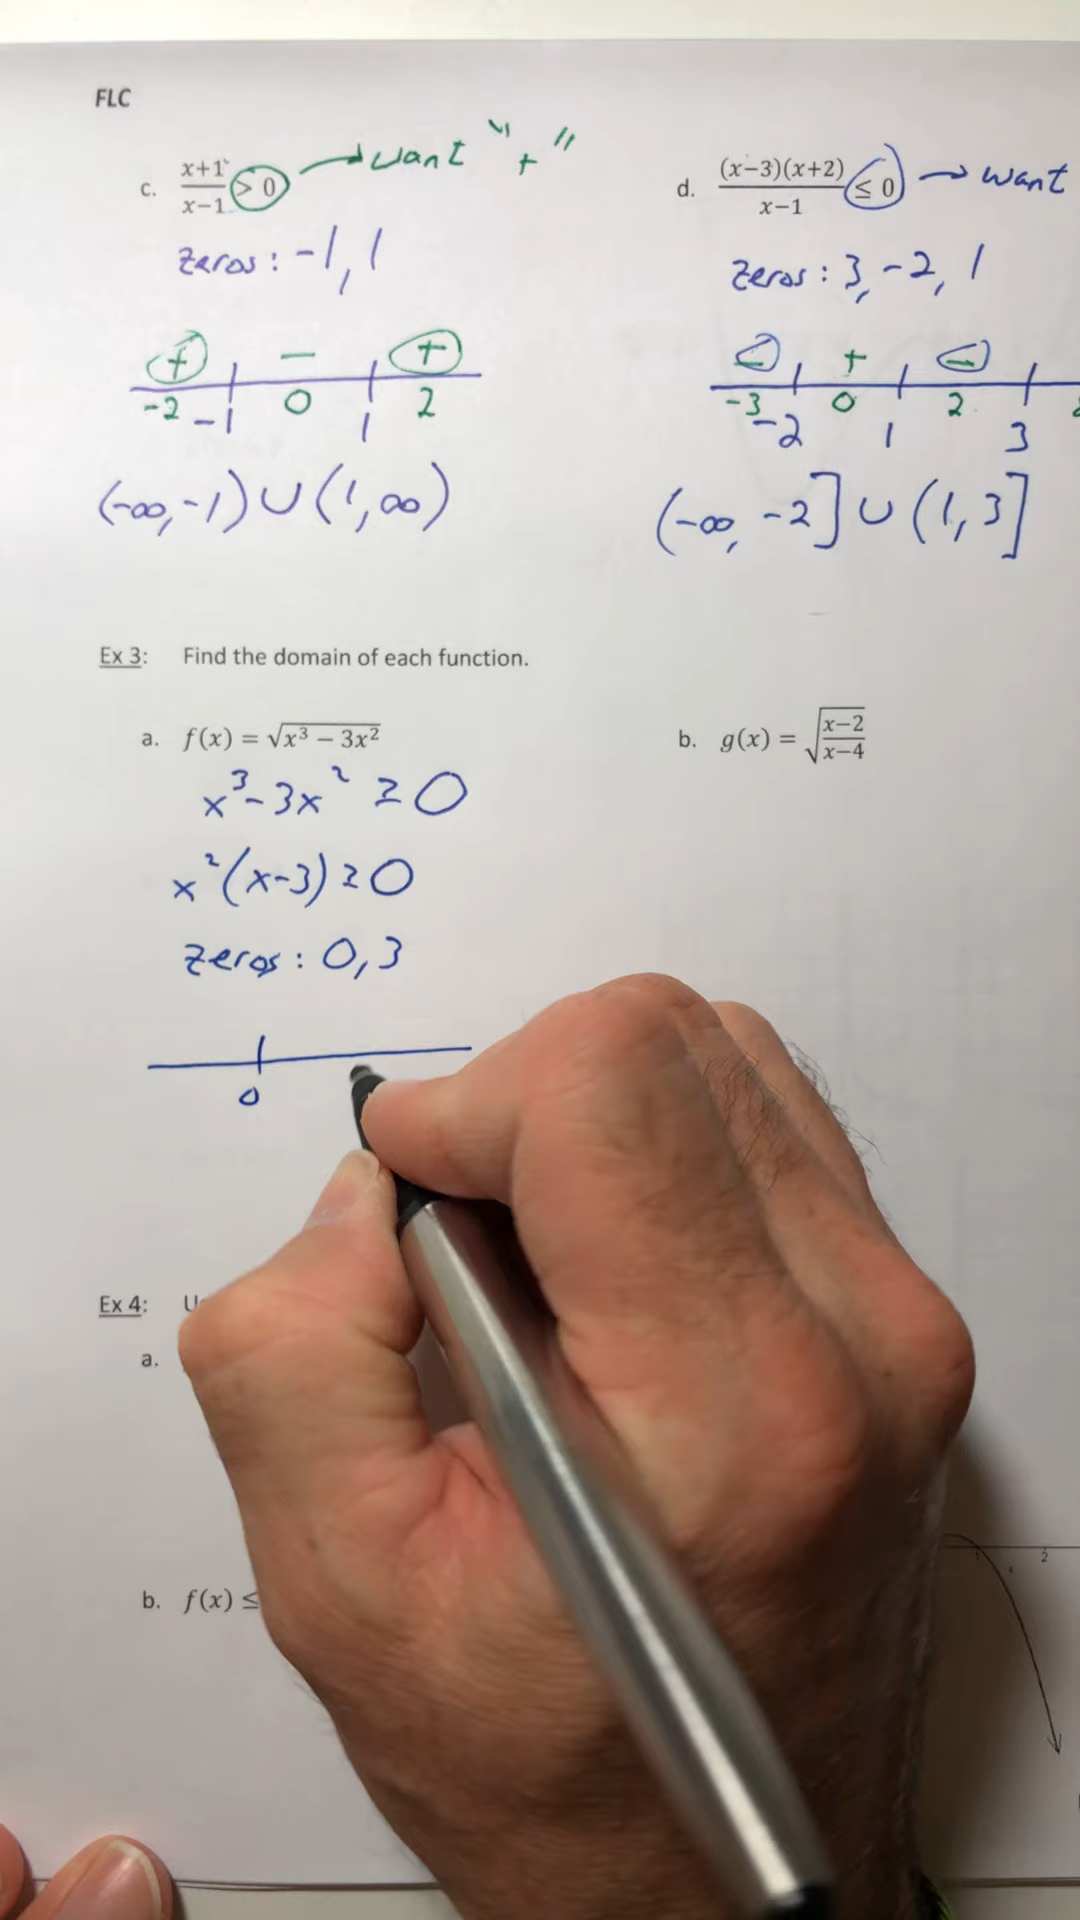 FLC
c. x+1/x−1 > 0 → want "+"
zeros: -1, 1
+ − +
-2 -1 0 1 2
(-∞, -1) ∪ (1, ∞)
d. (x−3)(x+2)/x−1 ≤ 0 → want
zeros: 3, -2, 1
− + −
-3 0 2
-2 1 3
(-∞, -2] ∪ (1, 3]
Ex 3: Find the domain of each function.
a. f(x) = √x³ − 3x²
x³-3x² ≥ 0
x²(x-3) ≥ 0
zeros: 0, 3
0
b. g(x) = √x−2/x−4
Ex 4:
a.
b. f(x) ≤
2